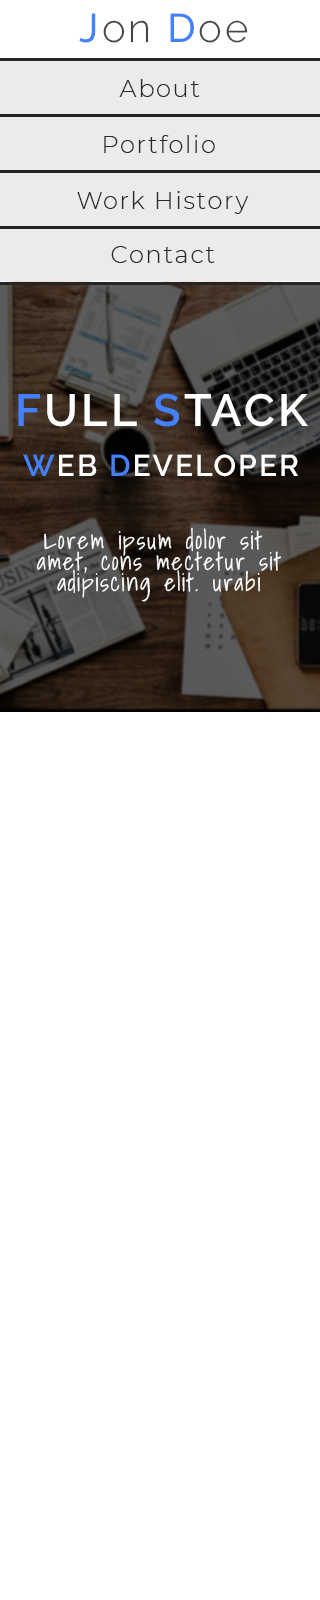 Jon Doe
About
Portfolio
Work History
Contact
FULL STACK
WEB DEVELOPER
Lorem ipsum dolor sit
amet, cons mectetur sit
adipiscing elit. urabi
BUSINESS